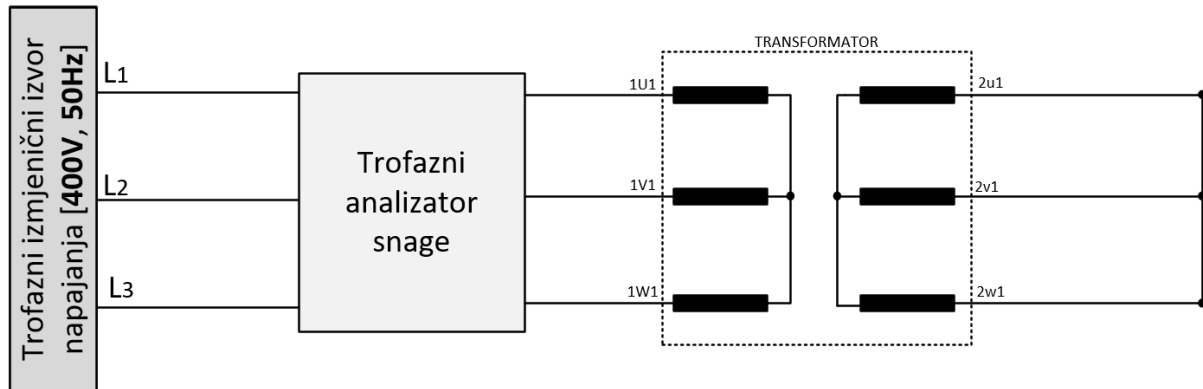 Trofazni izmjenični izvor
napajanja [400V, 50Hz]
L1
L2
L3
Trofazni
analizator
snage
TRANSFORMATOR
1U1
1V1
1W1
2u1
2v1
2w1